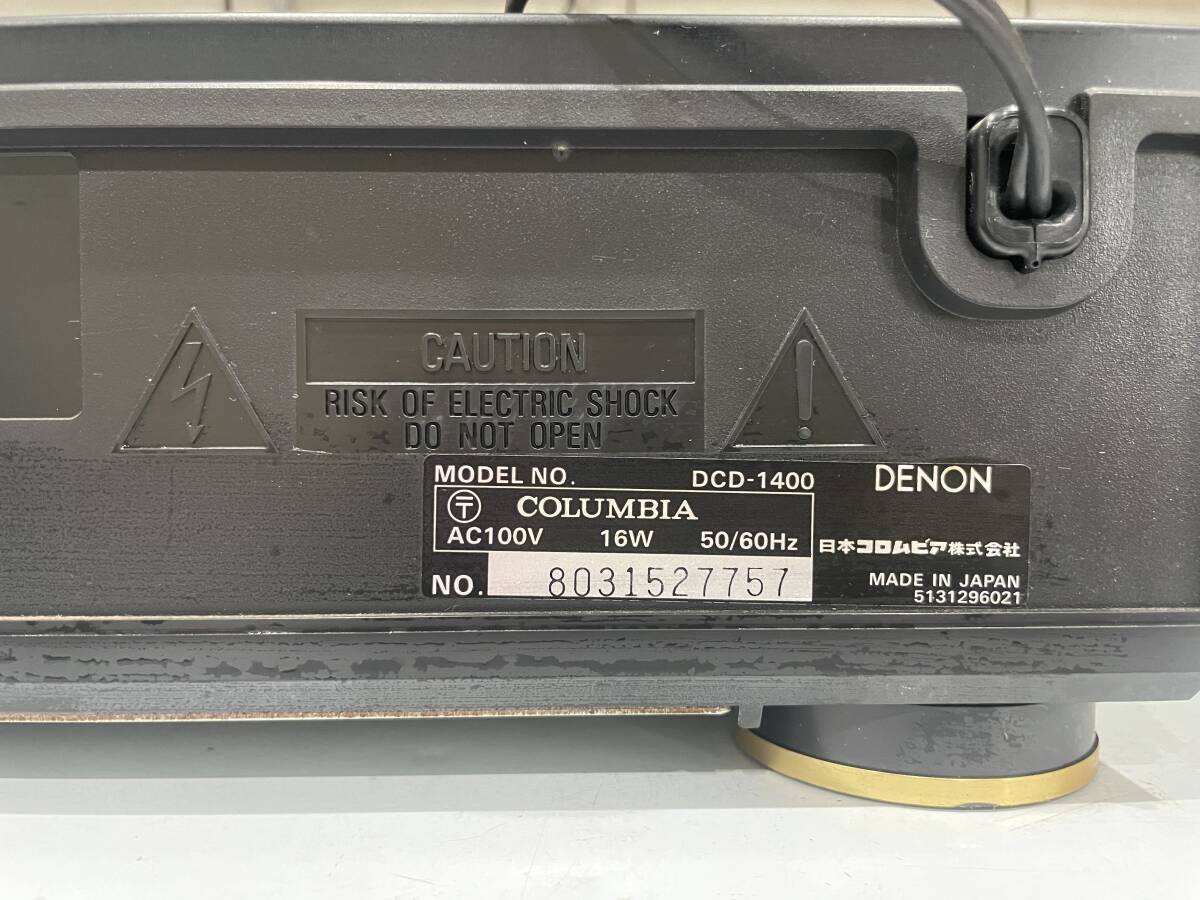 CAUTION
RISK OF ELECTRIC SHOCK
DO NOT OPEN
MODEL NO. DCD-1400
DENON
〒 COLUMBIA
AC100V 16W 50/60Hz
日本コロムビア株式会社
NO. 8031527757
MADE IN JAPAN
5131296021